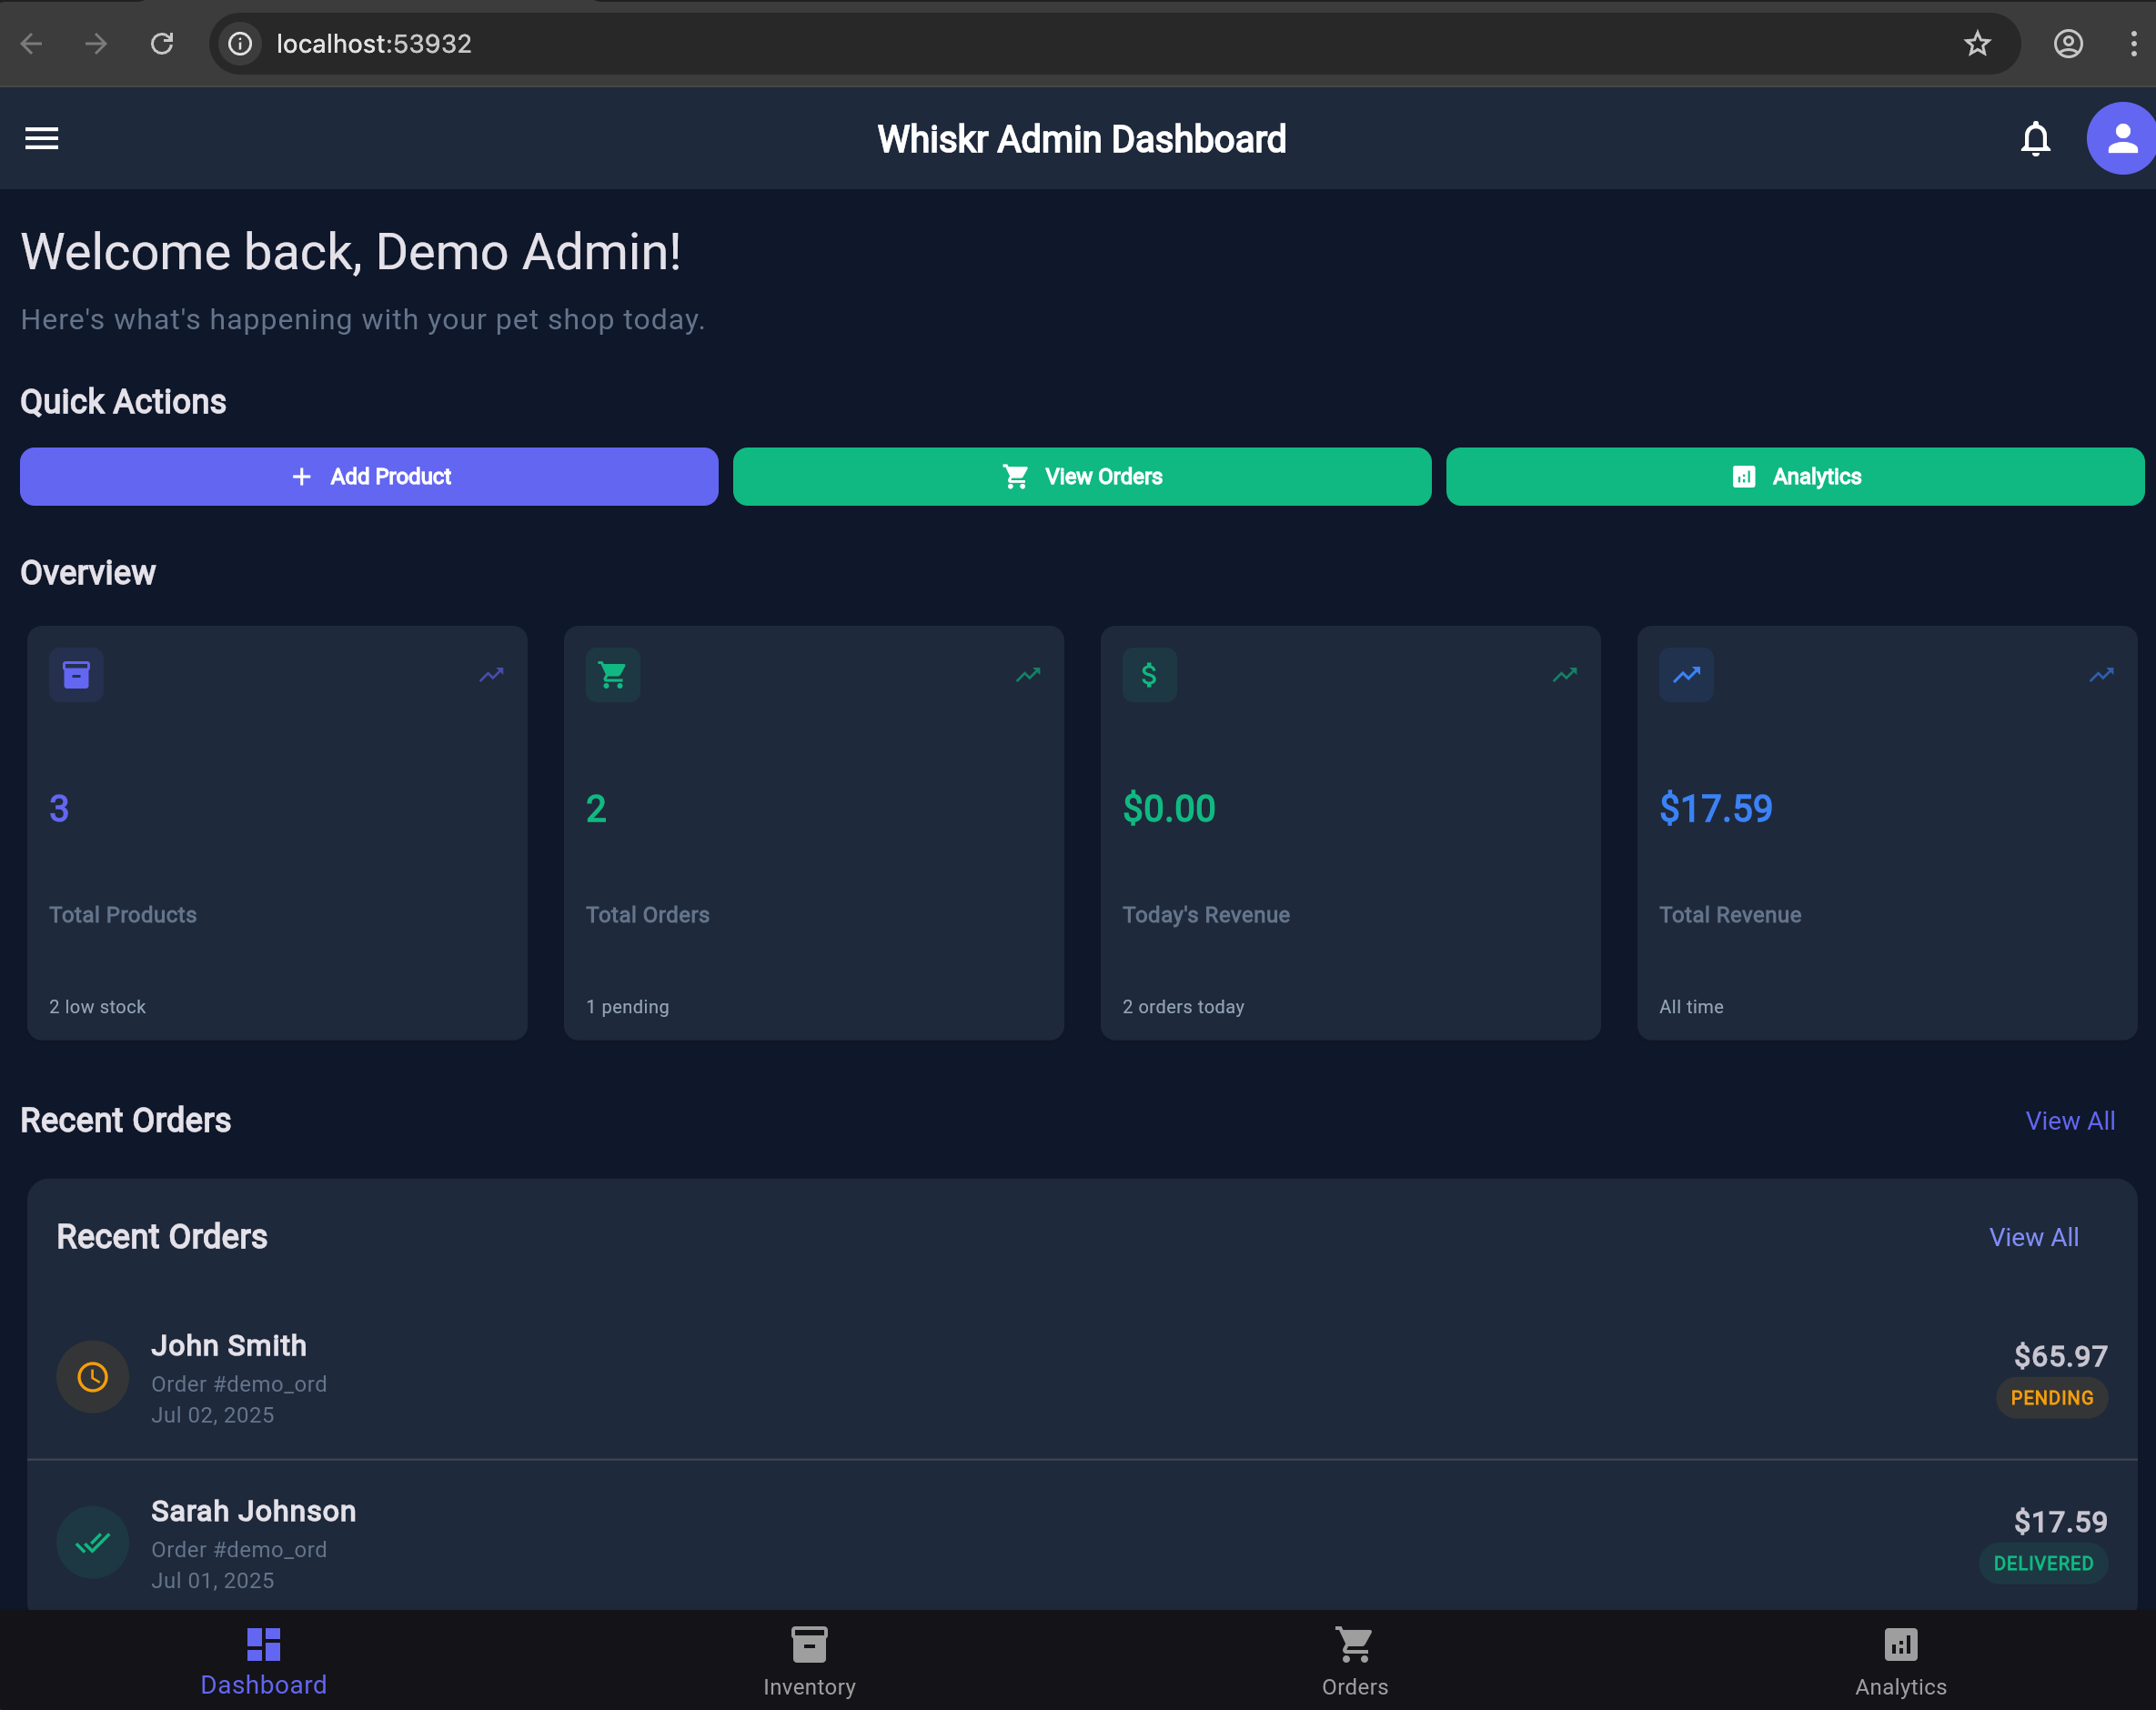 localhost:53932
Whiskr Admin Dashboard
Welcome back, Demo Admin!
Here's what's happening with your pet shop today.
Quick Actions
Add Product
View Orders
Analytics
Overview
3
Total Products
2 low stock
2
Total Orders
1 pending
$0.00
Today's Revenue
2 orders today
$17.59
Total Revenue
All time
Recent Orders
View All
Recent Orders
View All
John Smith
Order #demo_ord
Jul 02, 2025
$65.97
PENDING
Sarah Johnson
Order #demo_ord
Jul 01, 2025
$17.59
DELIVERED
Dashboard
Inventory
Orders
Analytics